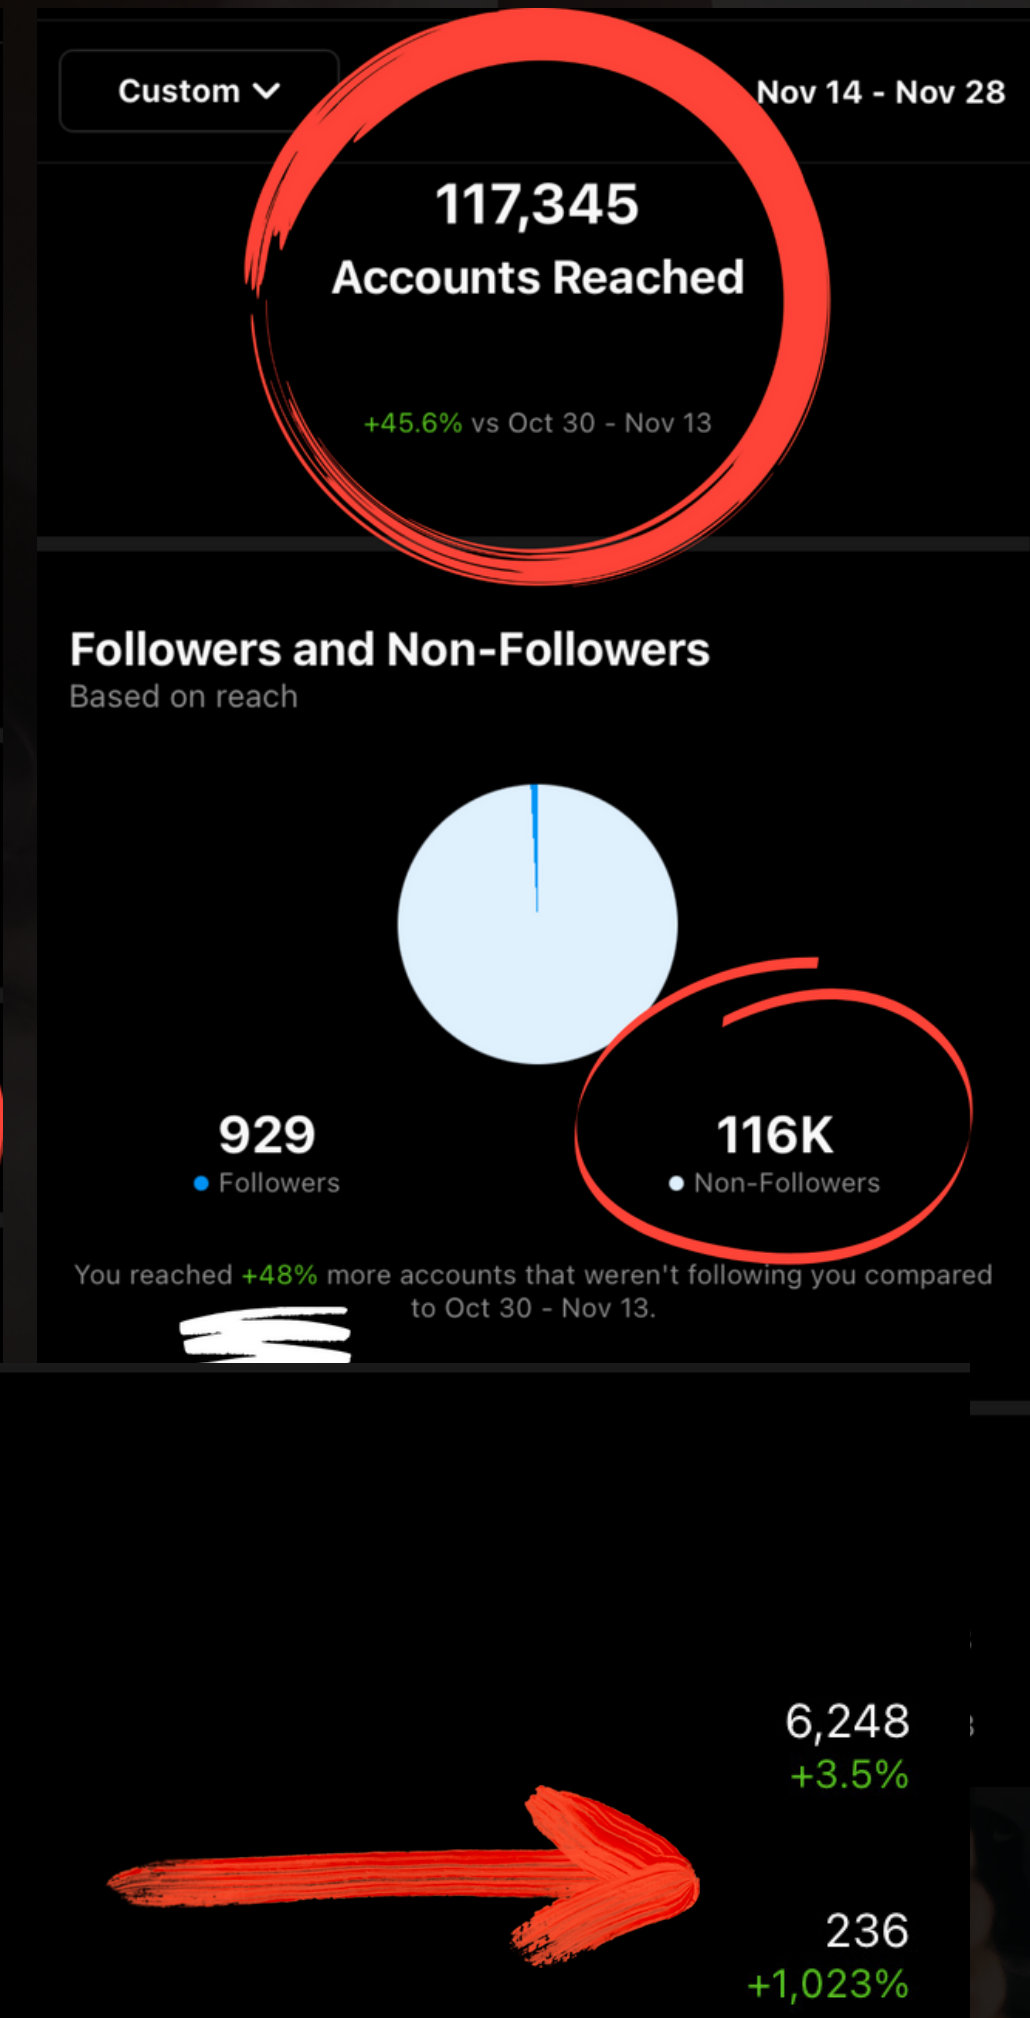 Custom
Nov 14 - Nov 28
117,345
Accounts Reached
+45.6% vs Oct 30 - Nov 13
Followers and Non-Followers
Based on reach
929
116K
Followers
Non-Followers
You reached +48% more accounts that weren't following you compared
to Oct 30 - Nov 13.
6,248
+3.5%
236
+1,023%